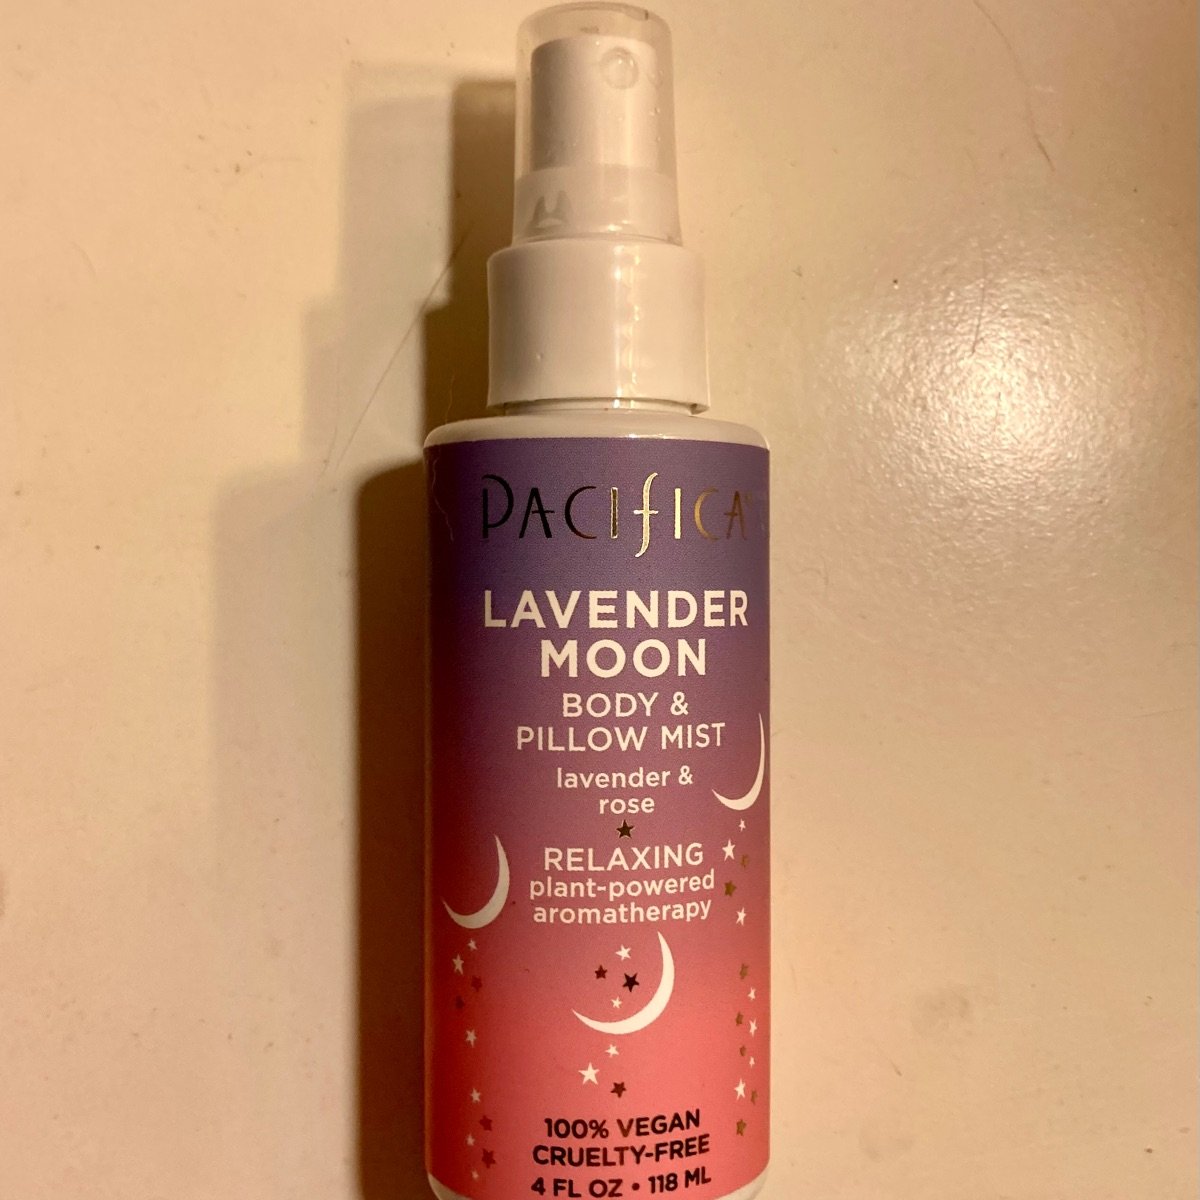 PACIFICA
LAVENDER
MOON
BODY &
PILLOW MIST
lavender &
rose
RELAXING
plant-powered
aromatherapy
100% VEGAN
CRUELTY-FREE
4 FL OZ • 118 ML